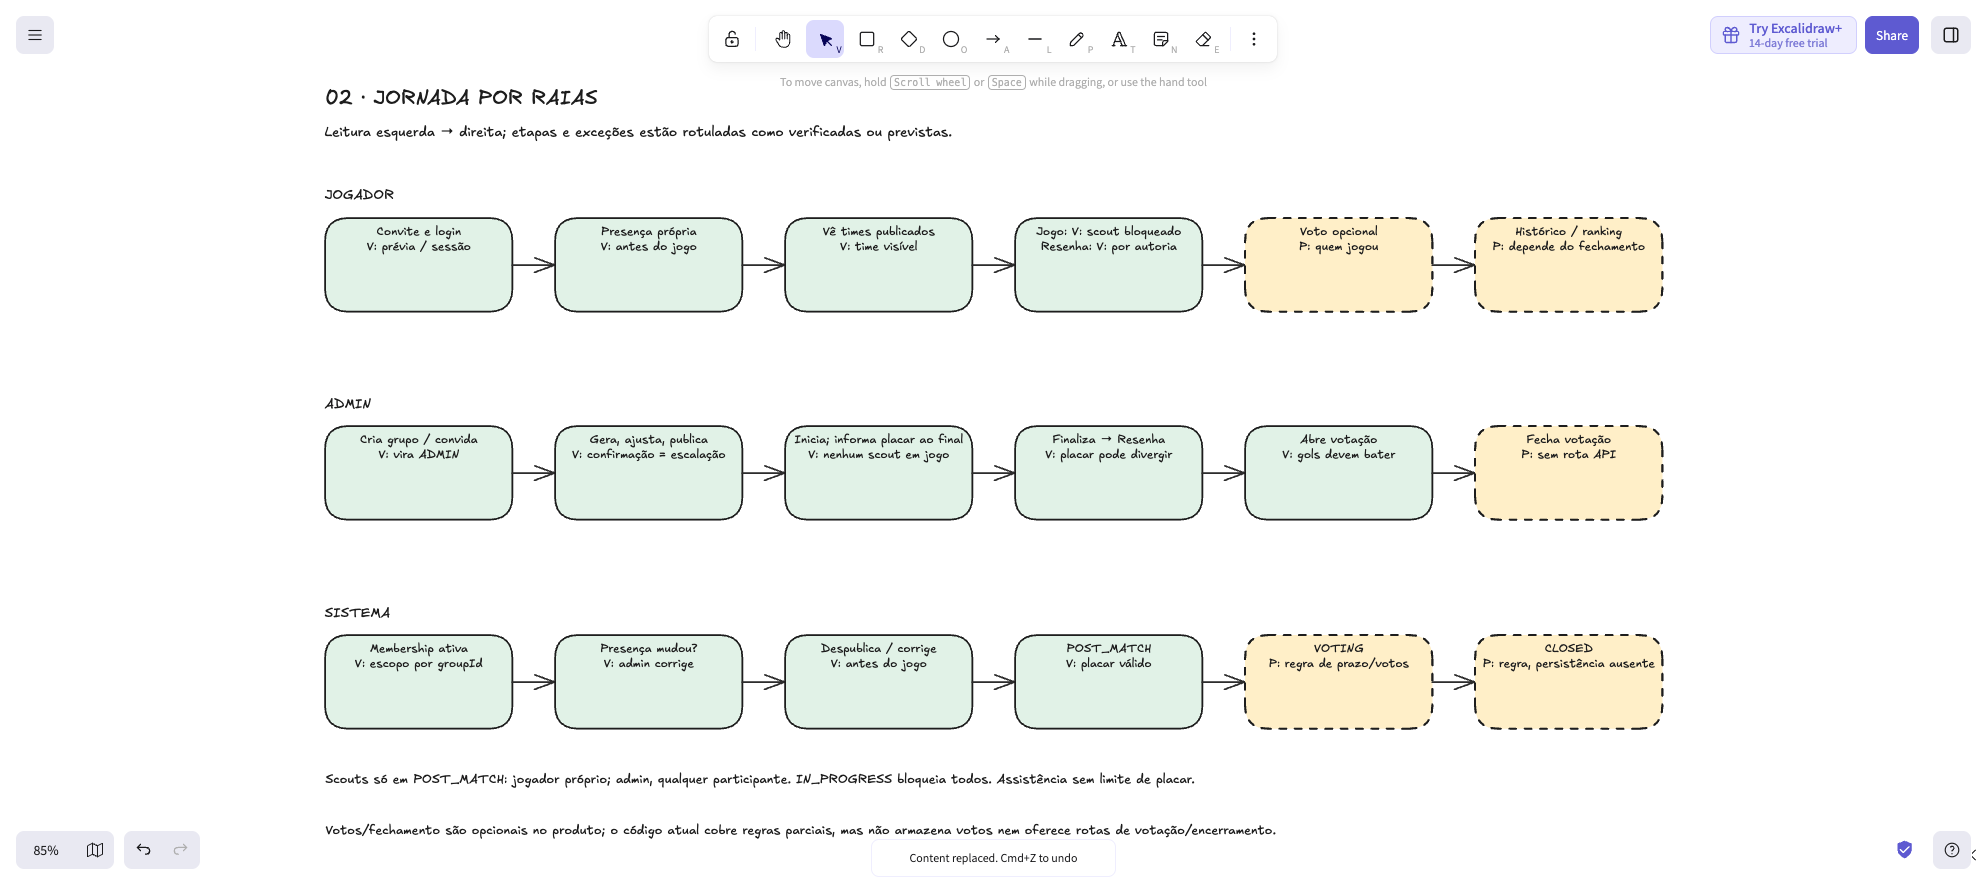 V
R
D
O
A
L
P
T
N
E
Try Excalidraw+
14-day free trial
Share
To move canvas, hold Scroll wheel or Space while dragging, or use the hand tool
02 · JORNADA POR RAIAS
Leitura esquerda → direita; etapas e exceções estão rotuladas como verificadas ou previstas.
JOGADOR
Convite e login
V: prévia / sessão
Presença própria
V: antes do jogo
Vê times publicados
V: time visível
Jogo: V: scout bloqueado
Resenha: V: por autoria
Voto opcional
P: quem jogou
Histórico / ranking
P: depende do fechamento
ADMIN
Cria grupo / convida
V: vira ADMIN
Gera, ajusta, publica
V: confirmação = escalação
Inicia; informa placar ao final
V: nenhum scout em jogo
Finaliza → Resenha
V: placar pode divergir
Abre votação
V: gols devem bater
Fecha votação
P: sem rota API
SISTEMA
Membership ativa
V: escopo por groupId
Presença mudou?
V: admin corrige
Despublica / corrige
V: antes do jogo
POST_MATCH
V: placar válido
VOTING
P: regra de prazo/votos
CLOSED
P: regra, persistência ausente
Scouts só em POST_MATCH: jogador próprio; admin, qualquer participante. IN_PROGRESS bloqueia todos. Assistência sem limite de placar.
Votos/fechamento são opcionais no produto; o código atual cobre regras parciais, mas não armazena votos nem oferece rotas de votação/encerramento.
85%
Content replaced. Cmd+Z to undo